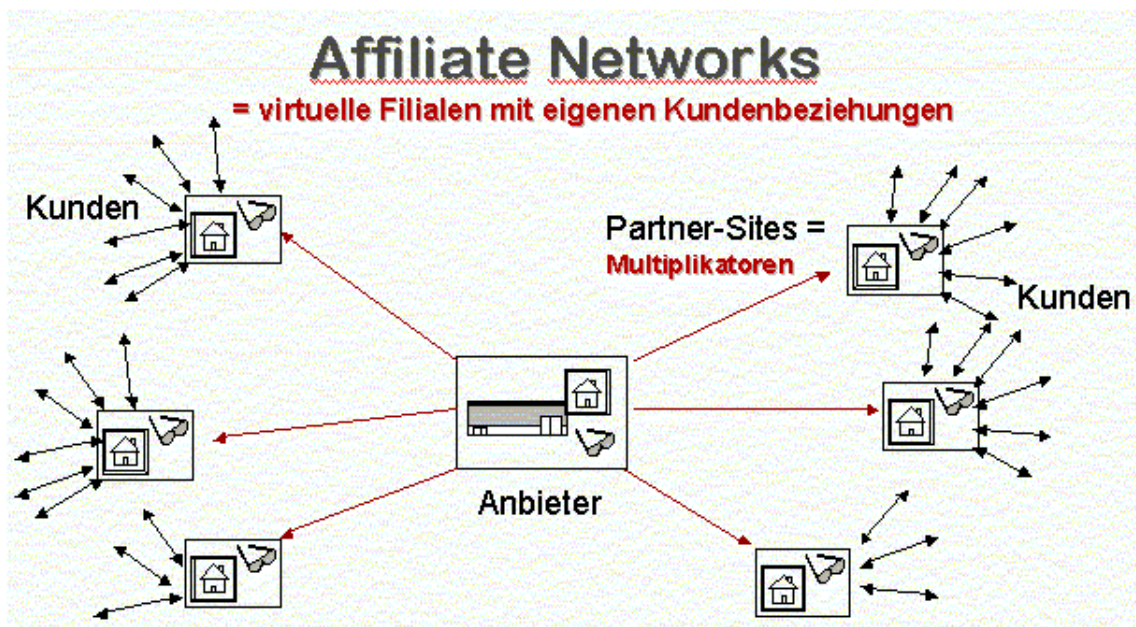 Affiliate Networks
= virtuelle Filialen mit eigenen Kundenbeziehungen
Kunden
Partner-Sites =
Multiplikatoren
Kunden
Anbieter